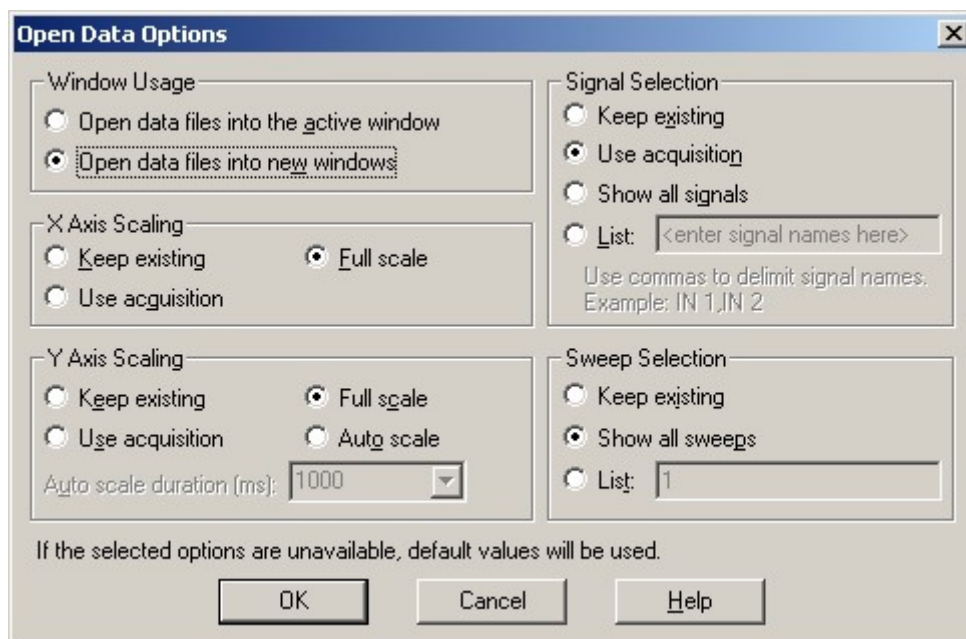 Open Data Options
Window Usage
Open data files into the active window
Open data files into new windows
X Axis Scaling
Keep existing
Full scale
Use acquisition
Y Axis Scaling
Keep existing
Full scale
Use acquisition
Auto scale
Auto scale duration (ms): 1000
Signal Selection
Keep existing
Use acquisition
Show all signals
List: <enter signal names here>
Use commas to delimit signal names.
Example: IN 1,IN 2
Sweep Selection
Keep existing
Show all sweeps
List: 1
If the selected options are unavailable, default values will be used.
OK
Cancel
Help